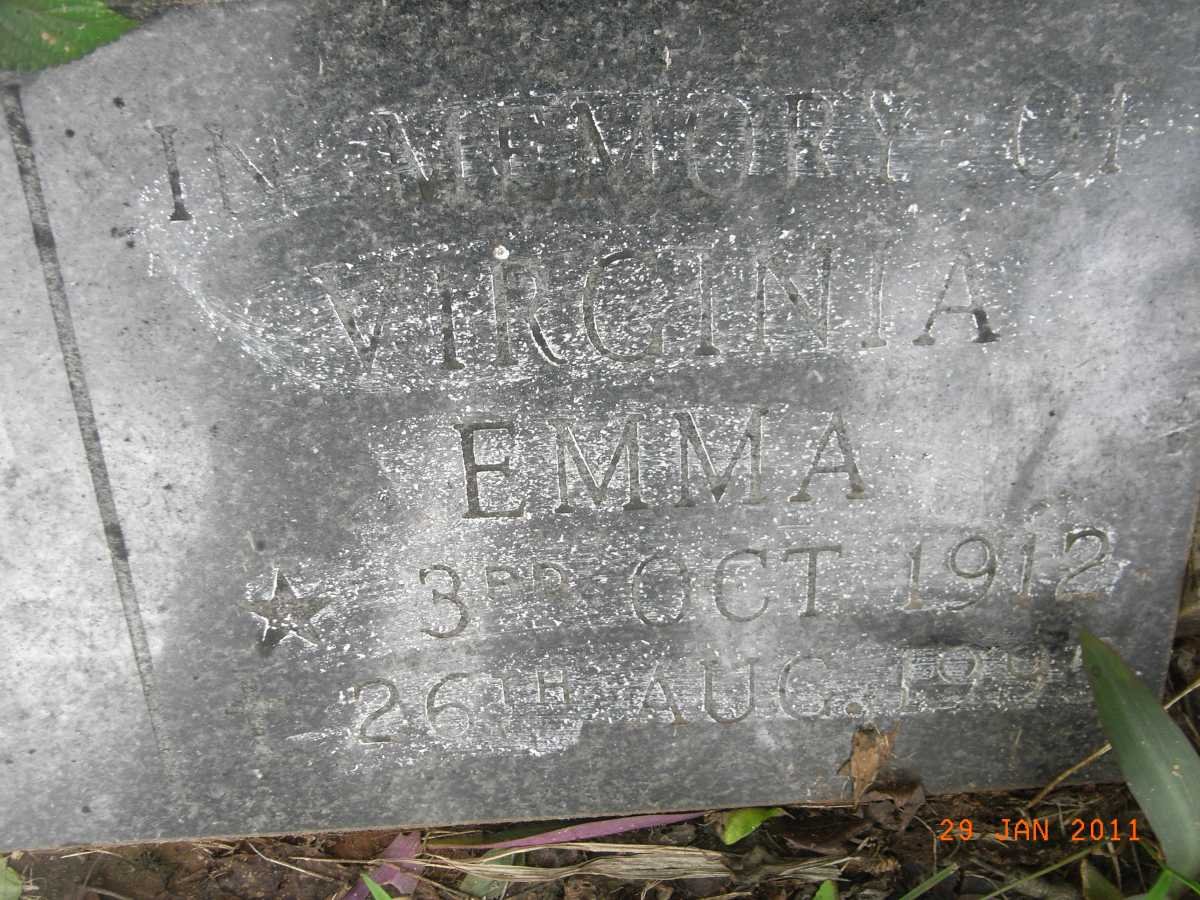 IN MEMORY OF
VIRGINIA
EMMA
3RD OCT 1912
26TH AUG.
29 JAN 2011